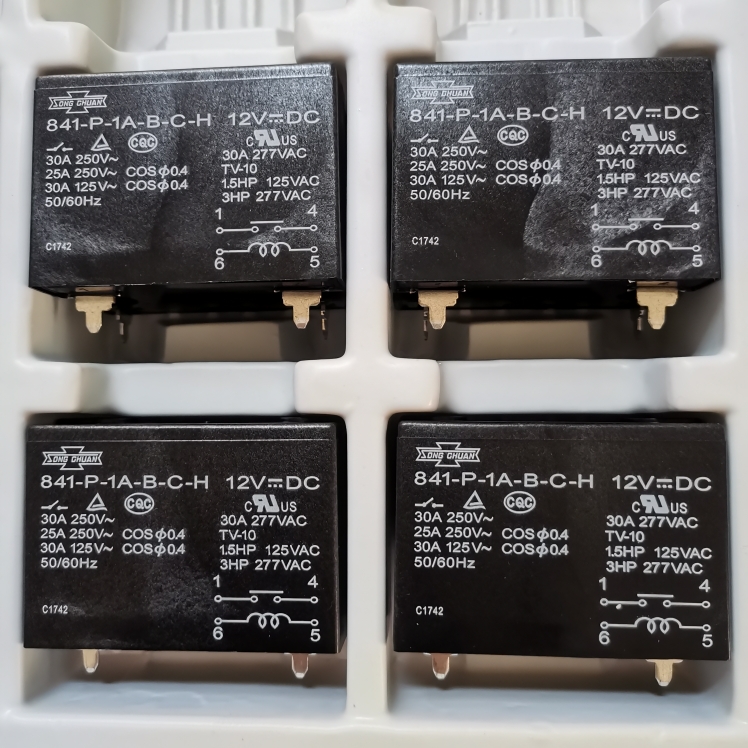 SONG CHUAN
841-P-1A-B-C-H 12V DC
CQC
c RU US
30A 250V~ 30A 277VAC
25A 250V~ COSϕ0.4 TV-10
30A 125V~ COSϕ0.4 1.5HP 125VAC
50/60Hz 3HP 277VAC
1 4
C1742
6 5
SONG CHUAN
841-P-1A-B-C-H 12V DC
CQC
c RU US
30A 250V~ 30A 277VAC
25A 250V~ COSϕ0.4 TV-10
30A 125V~ COSϕ0.4 1.5HP 125VAC
50/60Hz 3HP 277VAC
1 4
C1742
6 5
SONG CHUAN
841-P-1A-B-C-H 12V DC
CQC
c RU US
30A 250V~ 30A 277VAC
25A 250V~ COSϕ0.4 TV-10
30A 125V~ COSϕ0.4 1.5HP 125VAC
50/60Hz 3HP 277VAC
1 4
C1742
6 5
SONG CHUAN
841-P-1A-B-C-H 12V DC
CQC
c RU US
30A 250V~ 30A 277VAC
25A 250V~ COSϕ0.4 TV-10
30A 125V~ COSϕ0.4 1.5HP 125VAC
50/60Hz 3HP 277VAC
1 4
C1742
6 5